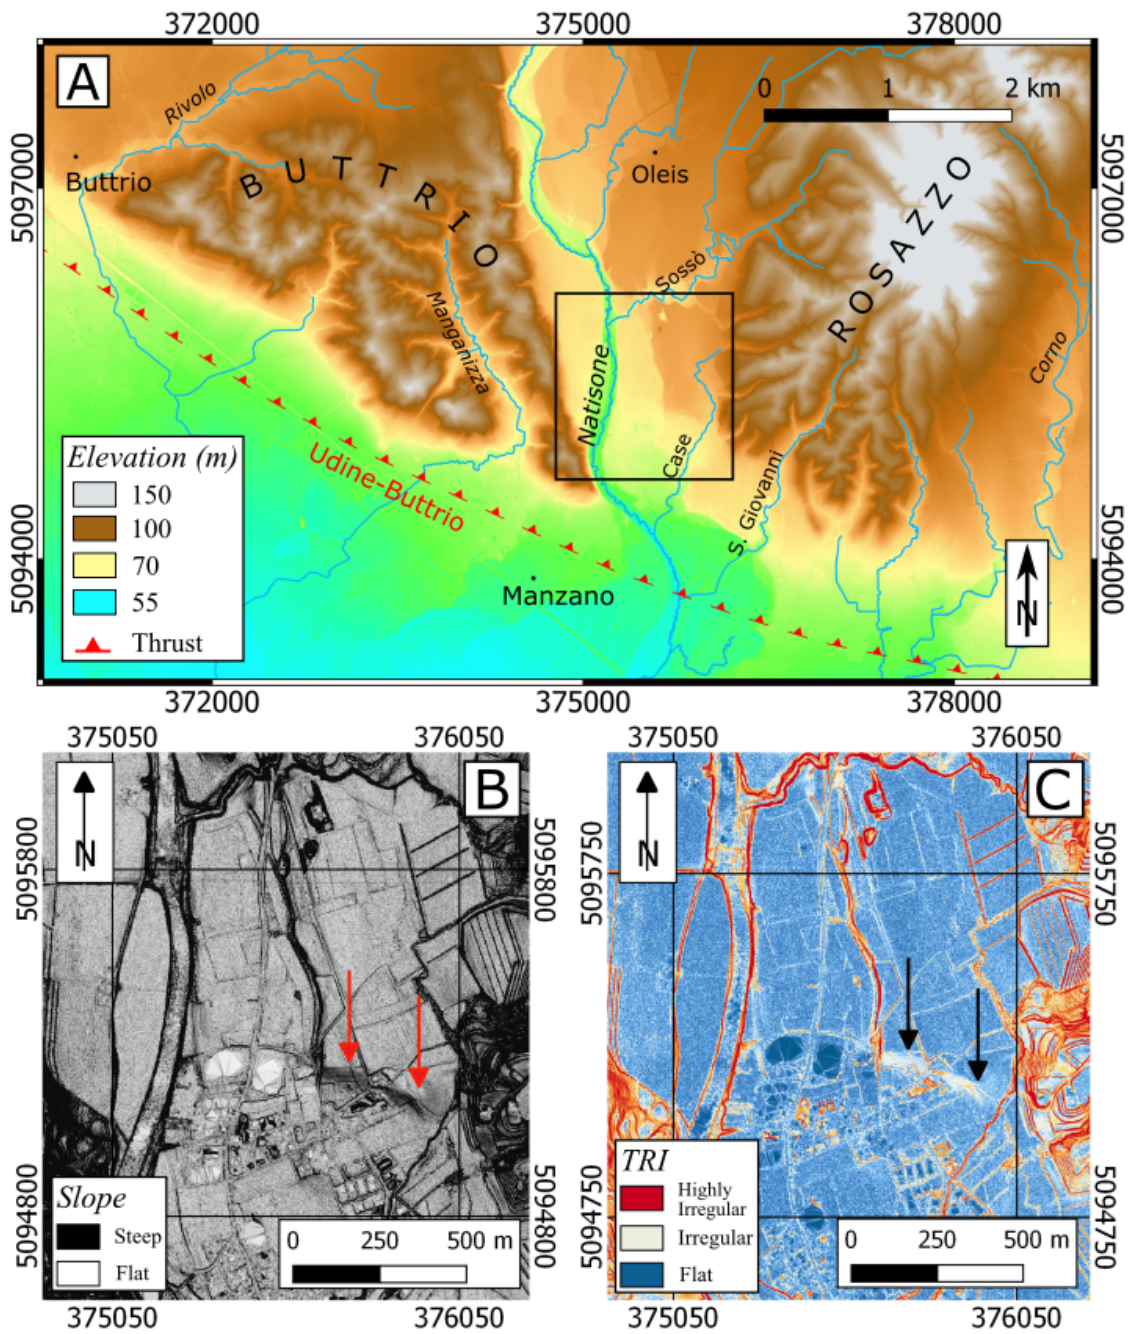 372000
375000
378000
A
0
1
2 km
Rivolo
5097000
5097000
Buttrio
BUTTRIO
Oleis
ROSAZZO
Sossò
Manganizza
Natisone
Corno
Case
S. Giovanni
Udine-Buttrio
Manzano
Elevation (m)
150
100
70
55
Thrust
N
5094000
5094000
372000
375000
378000
375050
376050
B
N
5095800
5095800
5094800
5094800
Slope
Steep
Flat
0
250
500 m
375050
376050
375050
376050
C
N
5095750
5095750
5094750
5094750
TRI
Highly
Irregular
Irregular
Flat
0
250
500 m
375050
376050